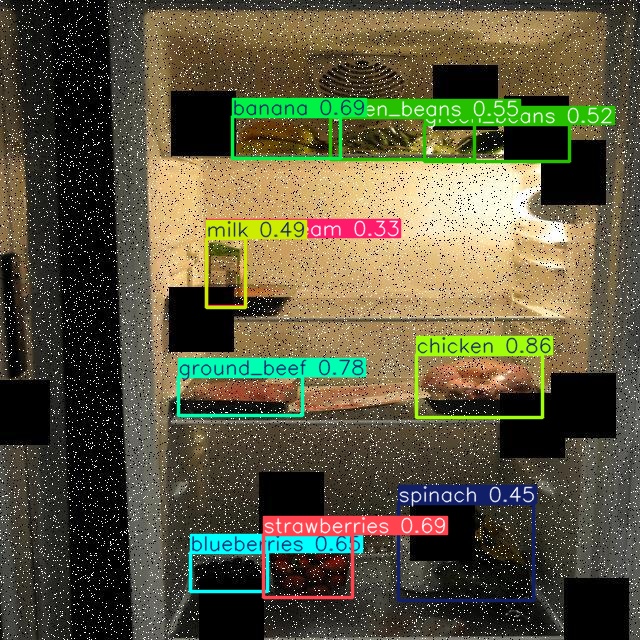 banana 0.69
en_beans 0.55
green_beans 0.52
milk 0.49
am 0.33
chicken 0.86
ground_beef 0.78
spinach 0.45
strawberries 0.69
blueberries 0.65